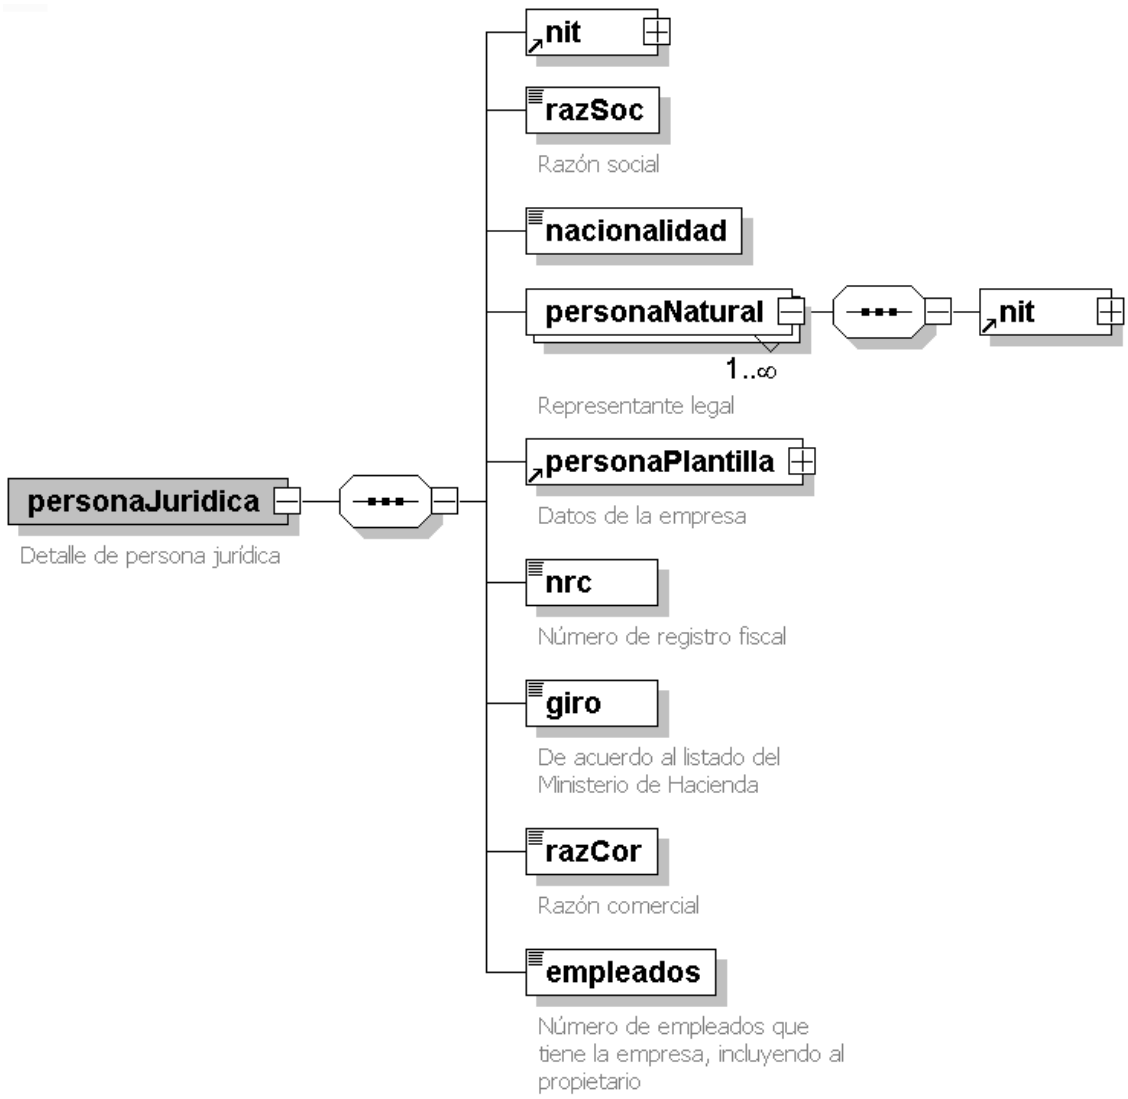 nit
razSoc
Razón social
nacionalidad
personaNatural
nit
1..∞
Representante legal
personaPlantilla
Datos de la empresa
personaJuridica
Detalle de persona jurídica
nrc
Número de registro fiscal
giro
De acuerdo al listado del
Ministerio de Hacienda
razCor
Razón comercial
empleados
Número de empleados que
tiene la empresa, incluyendo al
propietario